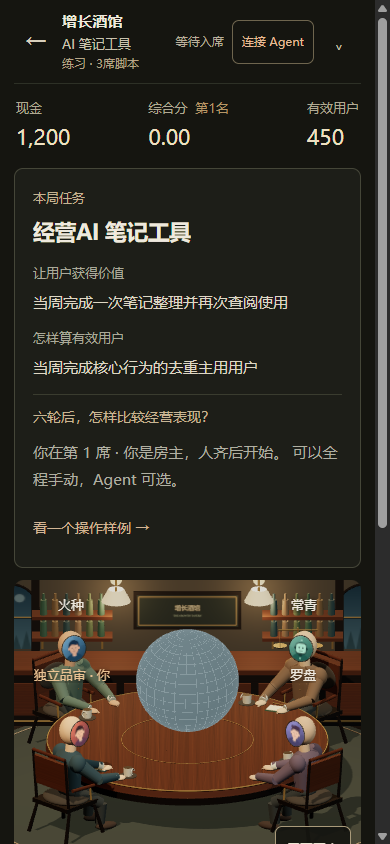 增长酒馆
AI 笔记工具
练习 · 3席脚本
等待入席
连接 Agent
现金
综合分 第1名
有效用户
1,200
0.00
450
本局任务
经营AI 笔记工具
让用户获得价值
当周完成一次笔记整理并再次查阅使用
怎样算有效用户
当周完成核心行为的去重主用用户
六轮后，怎样比较经营表现？
你在第 1 席 · 你是房主，人齐后开始。 可以全
程手动，Agent 可选。
看一个操作样例 →
增长酒馆
火种
常青
独立品审 · 你
罗盘